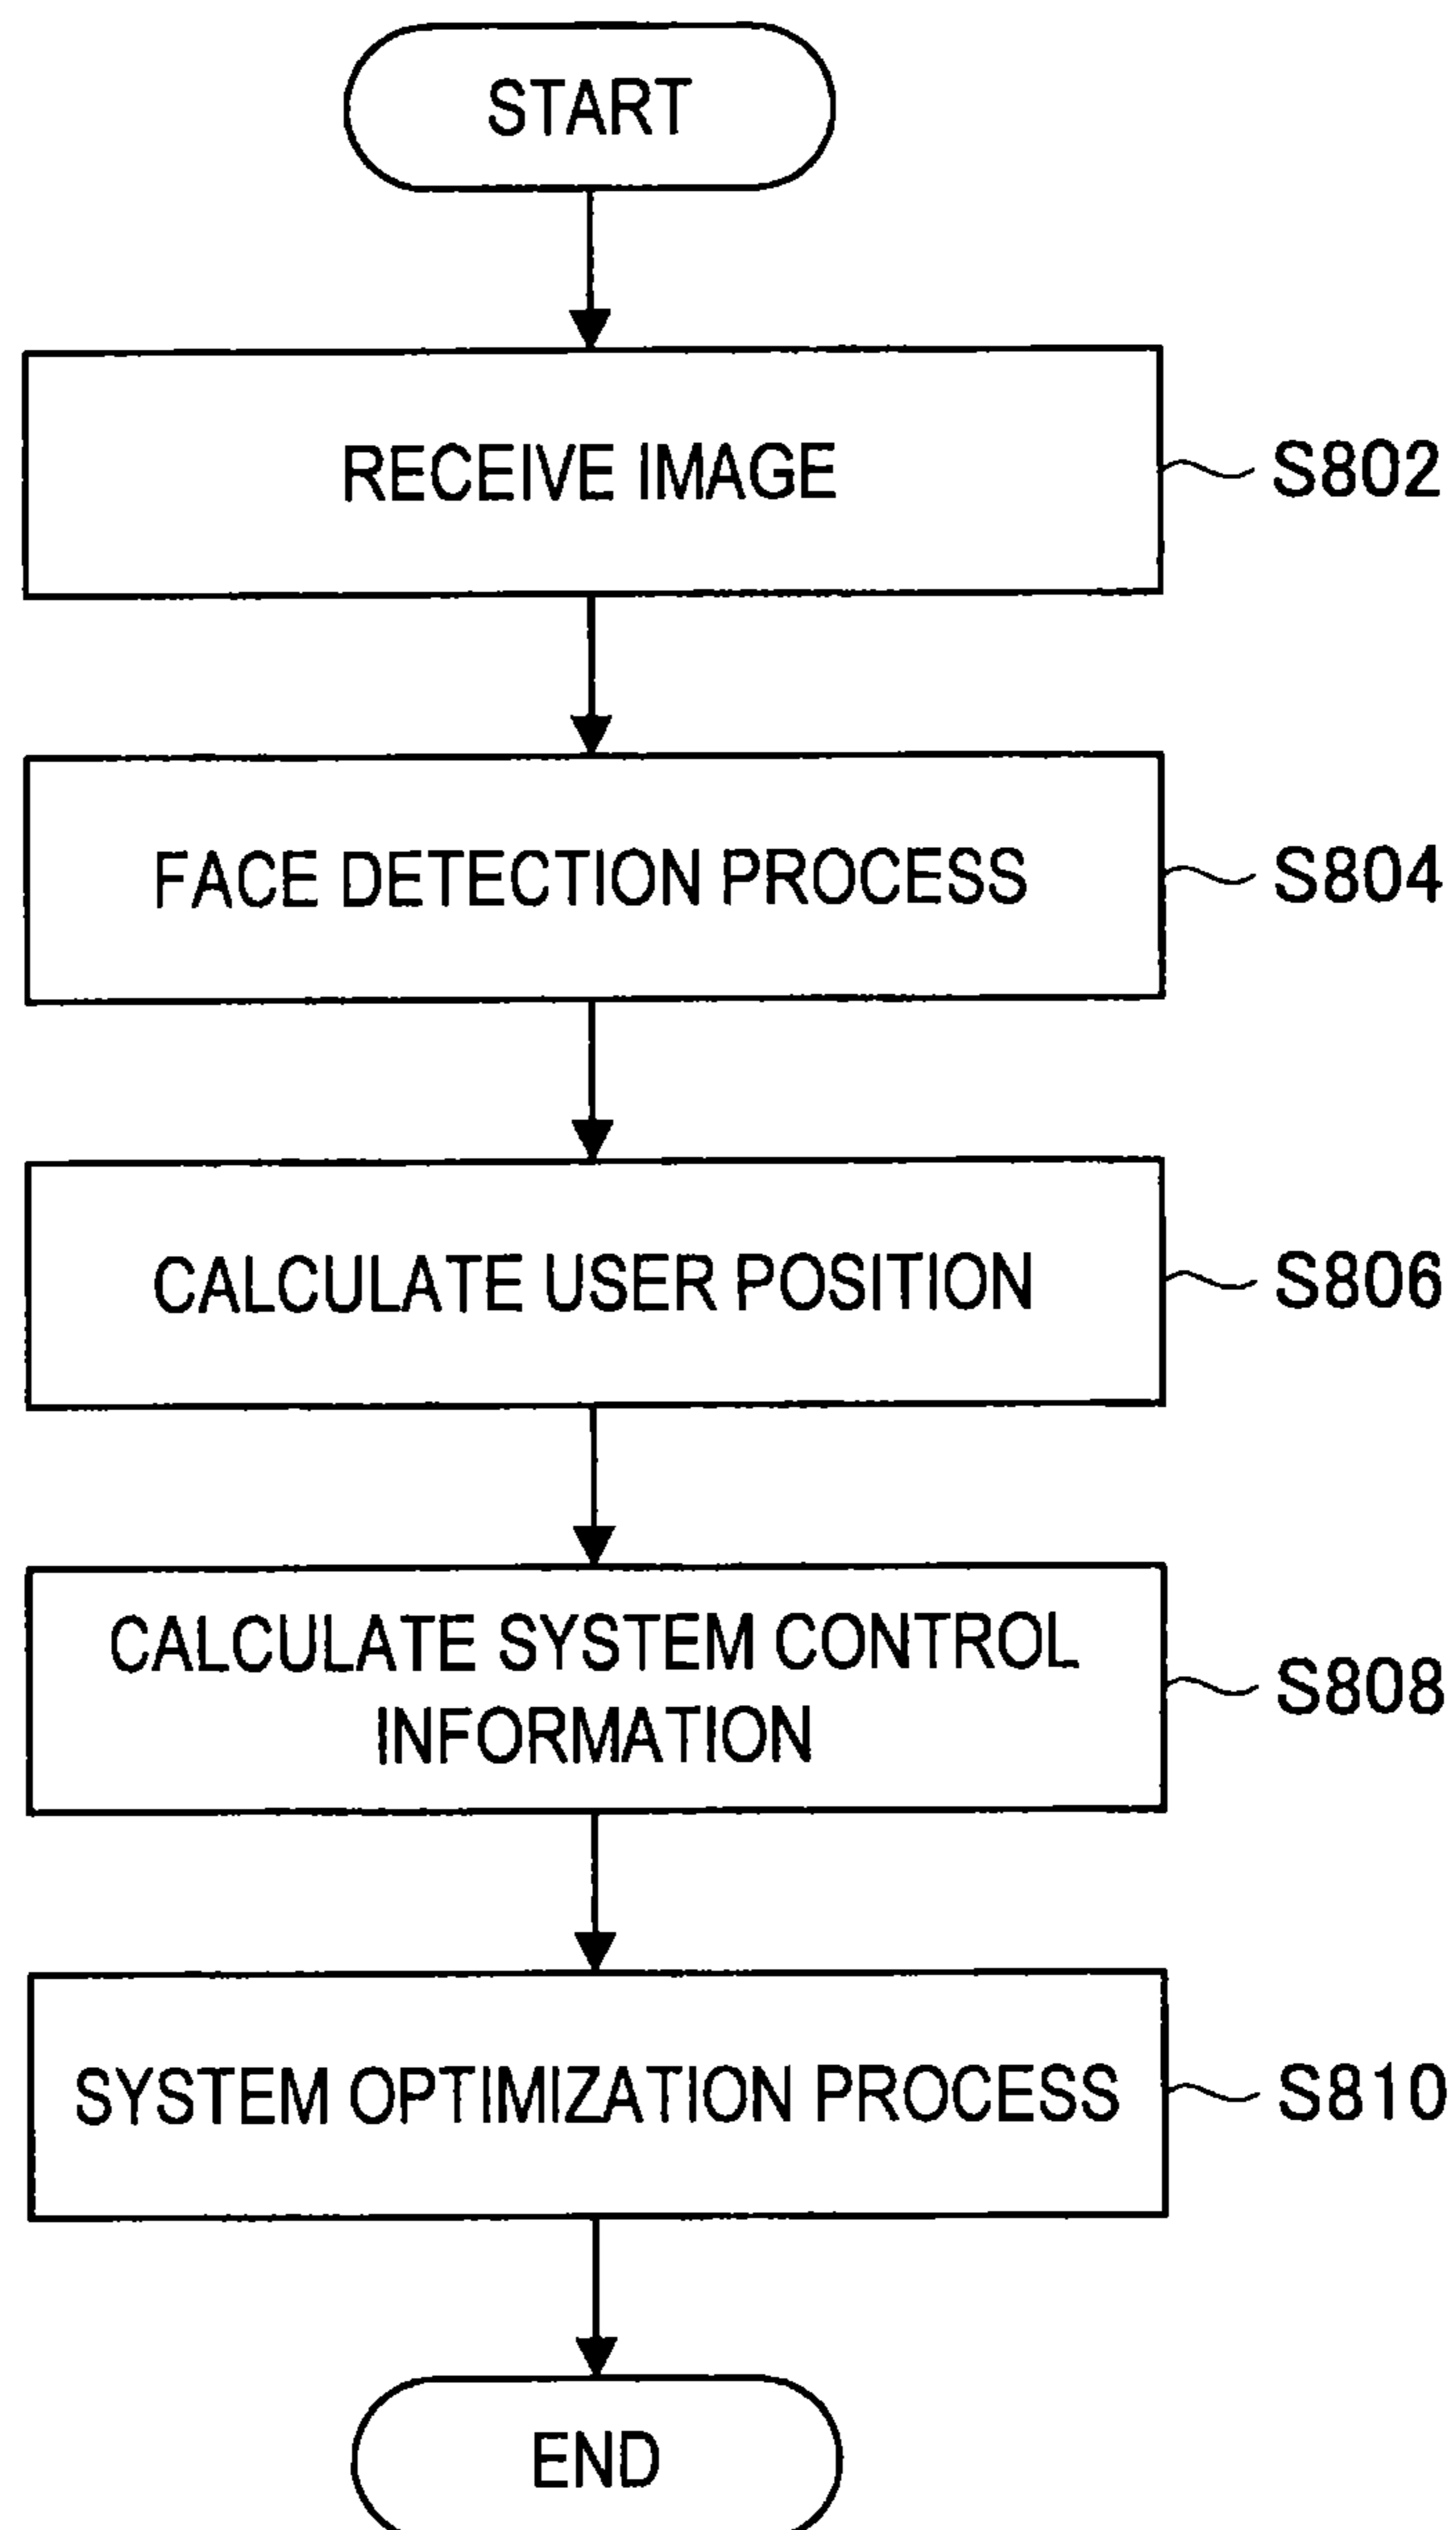 START
RECEIVE IMAGE
S802
FACE DETECTION PROCESS
S804
CALCULATE USER POSITION
S806
CALCULATE SYSTEM CONTROL
INFORMATION
S808
SYSTEM OPTIMIZATION PROCESS
S810
END